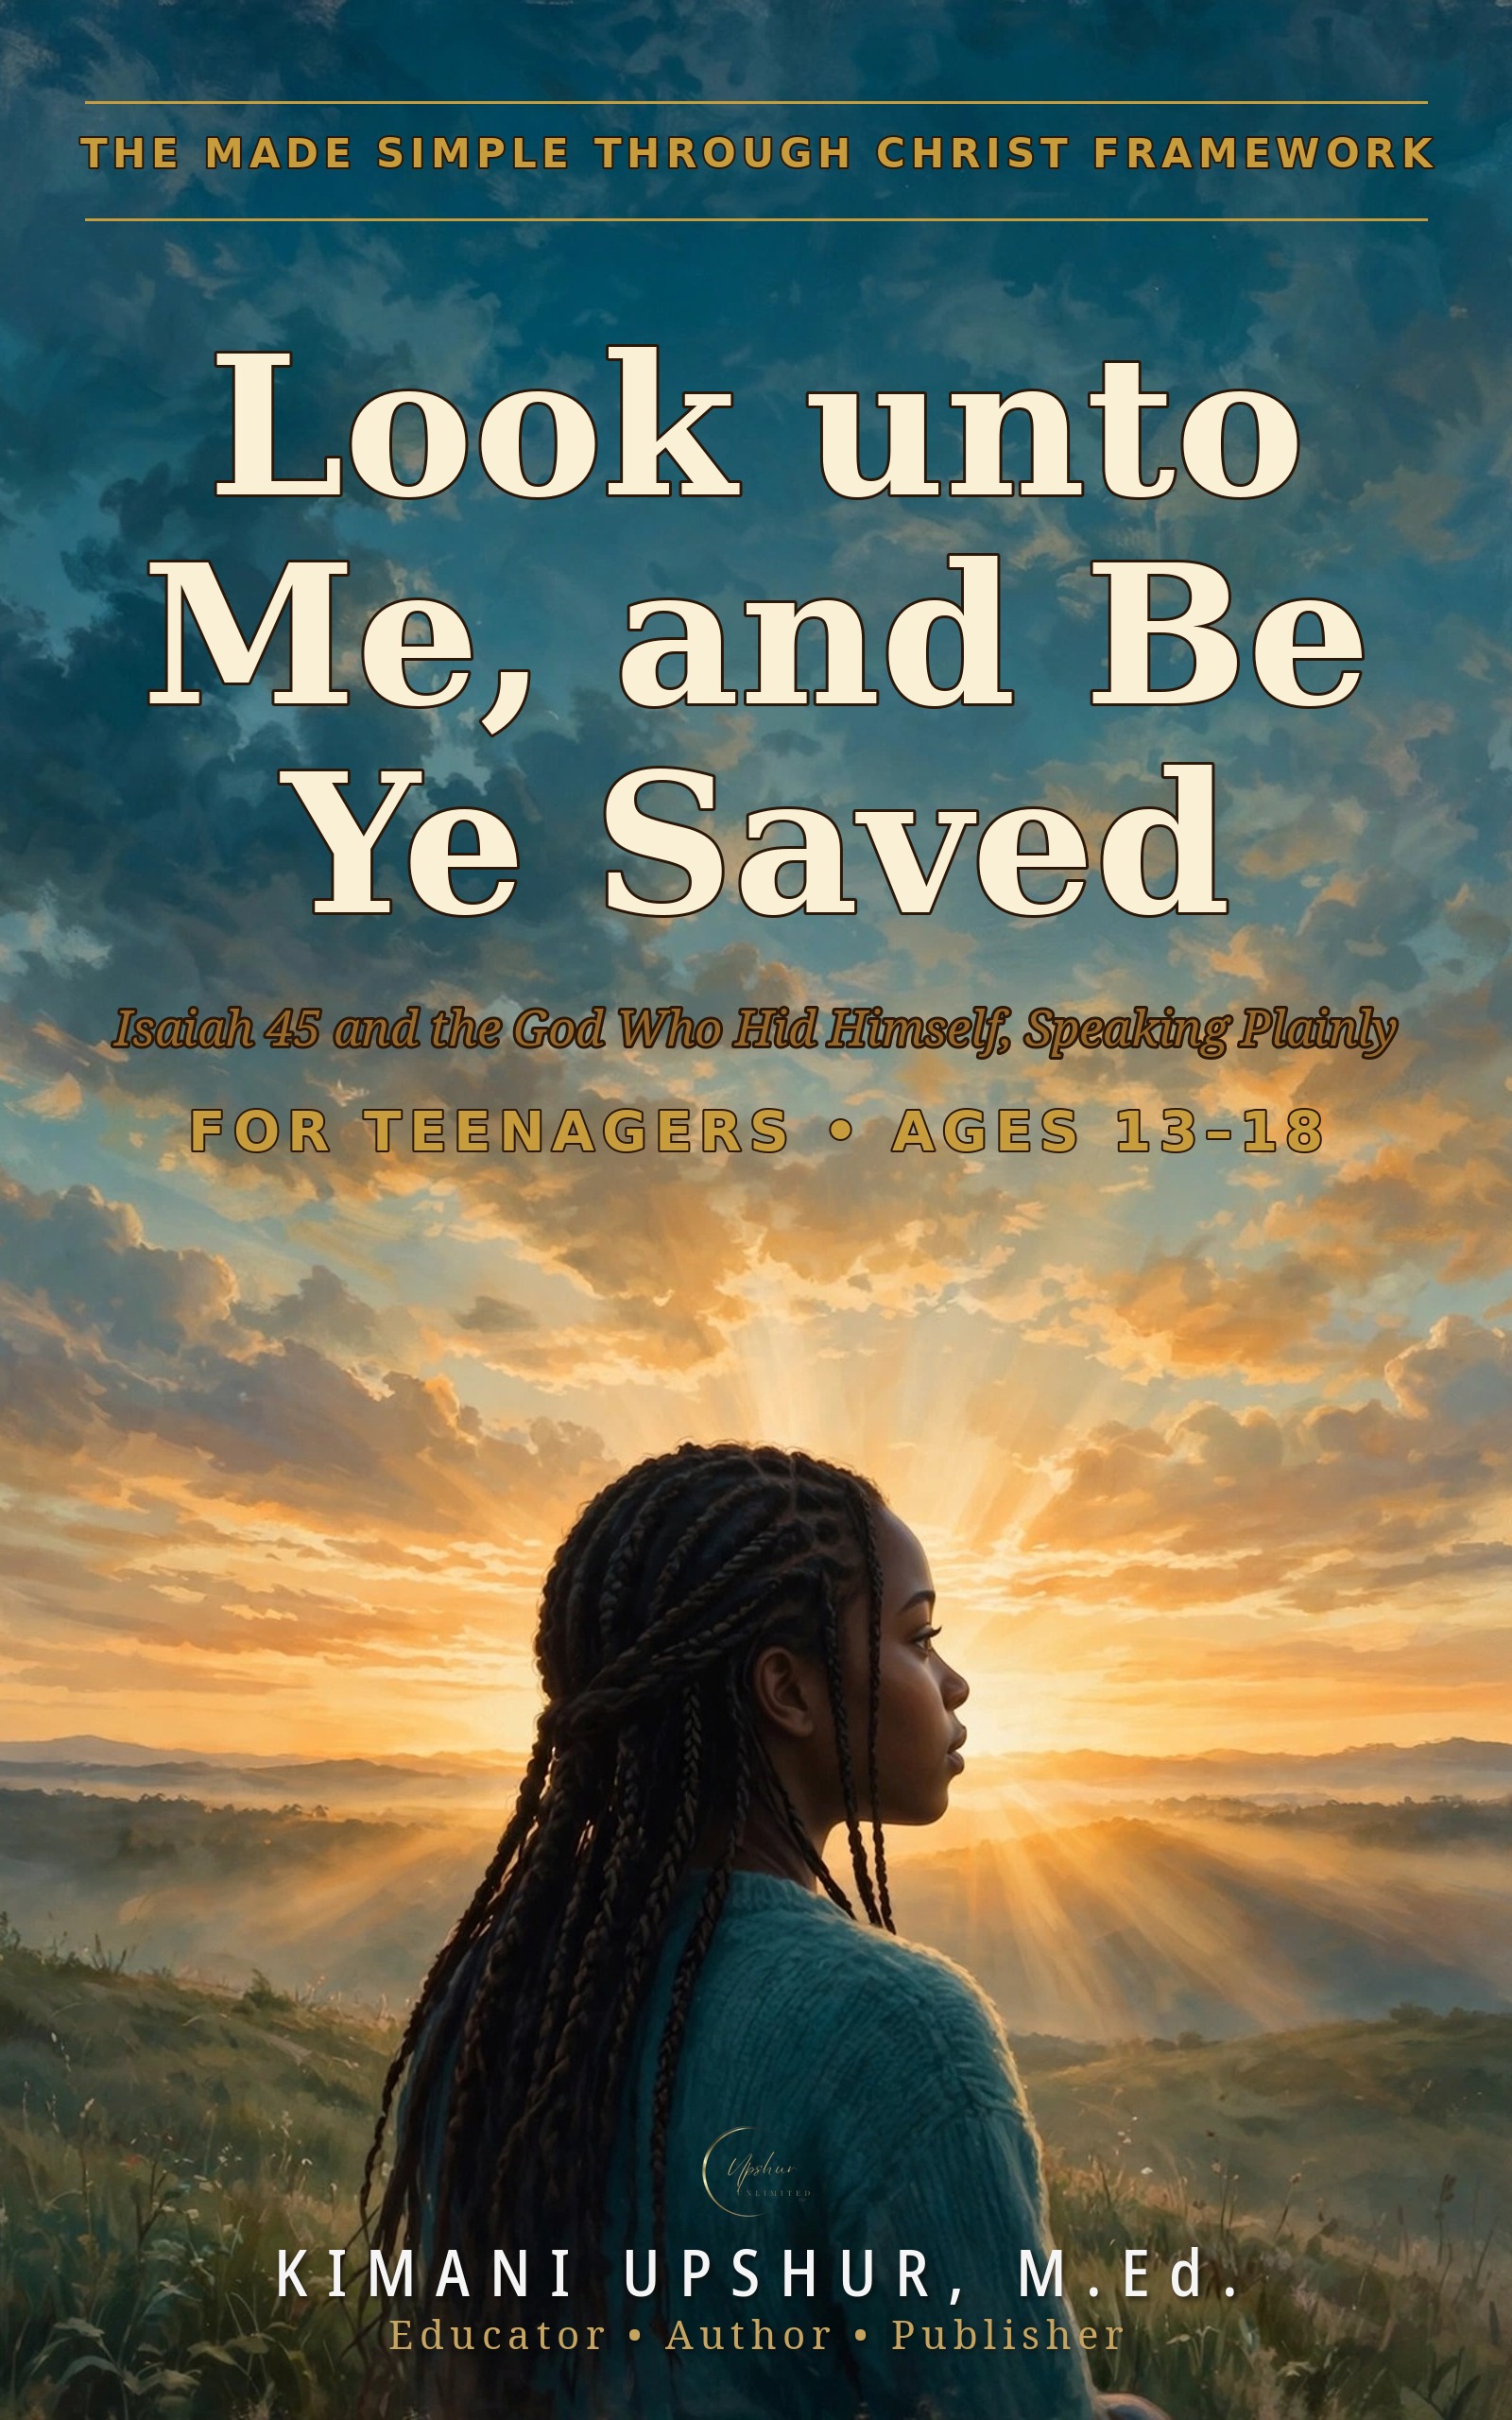 THE MADE SIMPLE THROUGH CHRIST FRAMEWORK
Look unto
Me, and Be
Ye Saved
Isaiah 45 and the God Who Hid Himself, Speaking Plainly
FOR TEENAGERS • AGES 13–18
Upshur
UNLIMITED
KIMANI UPSHUR, M.Ed.
Educator • Author • Publisher